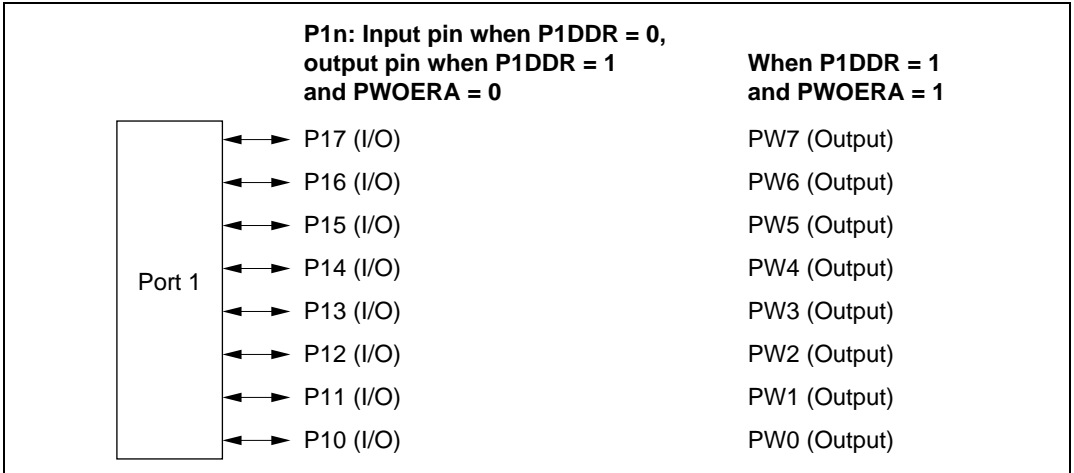 P1n: Input pin when P1DDR = 0,
output pin when P1DDR = 1
and PWOERA = 0
When P1DDR = 1
and PWOERA = 1
Port 1
P17 (I/O) PW7 (Output)
P16 (I/O) PW6 (Output)
P15 (I/O) PW5 (Output)
P14 (I/O) PW4 (Output)
P13 (I/O) PW3 (Output)
P12 (I/O) PW2 (Output)
P11 (I/O) PW1 (Output)
P10 (I/O) PW0 (Output)